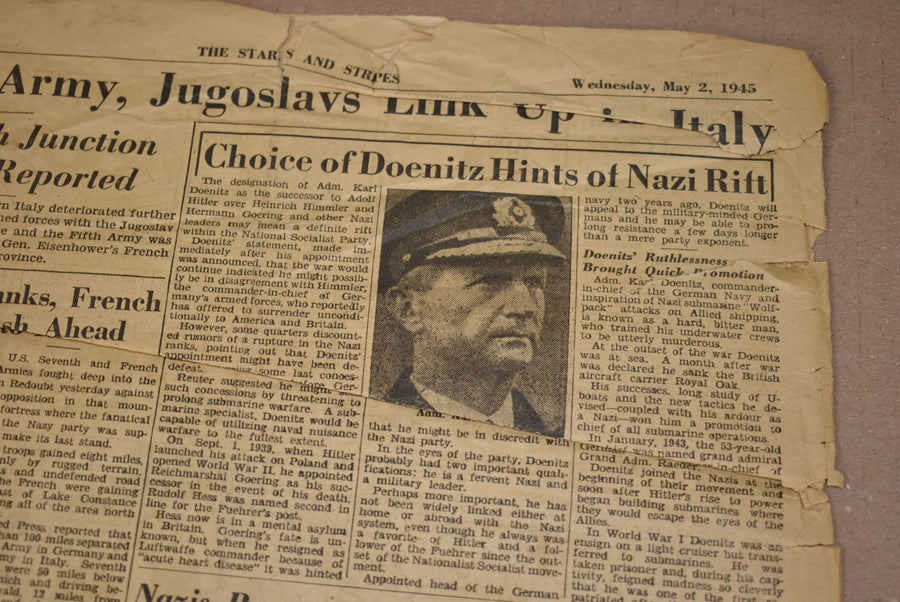 THE STARS AND STRIPES
Wednesday, May 2, 1945
Army, Jugoslavs Link Up in Italy
h Junction
Reported
rn Italy deteriorated further
ned forces with the Jugoslav
e and the Fifth Army was
Gen. Eisenhower's French
rovince.
anks, French
sh Ahead
U.S. Seventh and French
Armies fought deep into the
n Redoubt yesterday against
opposition in that moun-
fortress where the fanatical
the Nazy party was sup-
make its last stand.
troops gained eight miles,
nly by rugged terrain,
s and undefended road
he French were gaining
st of Lake Constance
ng all of the area north
ed Press reported that
than 100 miles separated
Army in Germany and
my in Italy. Seventh
were 50 miles below
nich and driving be-
vald, 12 miles from
Choice of Doenitz Hints of Nazi Rift
The designation of Adm. Karl
Doenitz as the successor to Adolf
Hitler over Heinrich Himmler and
Hermann Goering and other Nazi
leaders may mean a definite rift
within the National Socialist Party.
Doenitz' statement, made im-
mediately after his appointment
was announced, that the war would
continue indicated he might possib-
ly be in disagreement with Himmler,
the commander-in-chief of Ger-
many's armed forces, who reportedly
has offered to surrender uncondi-
tionally to America and Britain.
However, some quarters discount-
ed rumors of a rupture in the Nazi
ranks, pointing out that Doenitz'
appointment might have been de-
some last
defeat.
Reuter suggested he
such concessions by threatening to
prolong submarine warfare. A sub-
marine specialist, Doenitz would be
capable of utilizing naval nuisance
warfare to the fullest extent.
On Sept. 1, 1939, when Hitler
launched his attack on Poland and
opened World War II, he appointed
Reichmarshal Goering as his suc-
cessor in the event of his death.
Rudolf Hess was named second in
line for the Fuehrer's post.
Hess now is in a mental asylum
in Britain. Goering's fate is un-
known, but when he resigned as
Luftwaffe commander because of
"acute heart disease" it was hinted
Adm.
that he might be in discredit with
the Nazi party.
In the eyes of the party, Doenitz
probably had two important quali-
fications: he is a fervent Nazi and
a military leader.
Perhaps more important, he has
not been widely linked either at
home or abroad with the Nazi
system, even though he always was
a favorite of Hitler and a fol-
lower of the Fuehrer since the out-
set of the Nationalist Socialist move-
ment.
Appointed head of the German
navy two years ago, Doenitz will
appeal to the military-minded Ger-
mans and he may be able to pro-
long resistance a few days longer
than a mere party exponent.
Doenitz' Ruthlessness
Brought Quick Promotion
Adm. Karl Doenitz, commander-
in-chief of the German Navy and
inspiration of Nazi submarine "Wolf-
pack" attacks on Allied shipping,
is known as a hard, bitter man,
who trained his underwater crews
to be utterly murderous.
At the outset of the war Doenitz
was at sea. A month after war
was declared he sank the British
aircraft carrier Royal Oak.
His successes, long study of U-
boats and the new tactics he de-
vised—coupled with his ardour as
a Nazi—won him a promotion to
chief of all submarine operations.
In January, 1943, the 53-year-old
was named grand admiral
Grand Adm. Raeder in-chief of
Doenitz joined the Nazis at the
beginning of their movement and
soon after Hitler's rise to power
began building submarines where
they would escape the eyes of the
Allies.
In World War I Doenitz was an
ensign on a light cruiser but trans-
ferred to submarines. He was
taken prisoner and, during his cap-
tivity, feigned madness so cleverly
that he was one of the first
patriated
Nazis